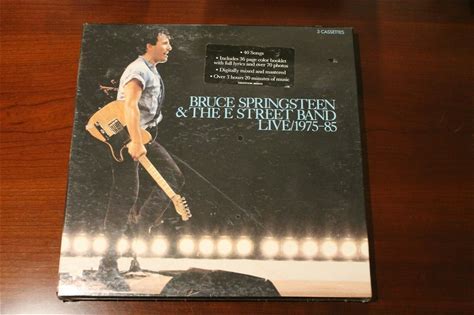 3 CASSETTES
• 40 Songs
• Includes 36 page color booklet
with full lyrics and over 70 photos
• Digitally mixed and mastered
• Over 3 hours 20 minutes of music
BRUCE SPRINGSTEEN
& THE E STREET BAND
LIVE/1975–85